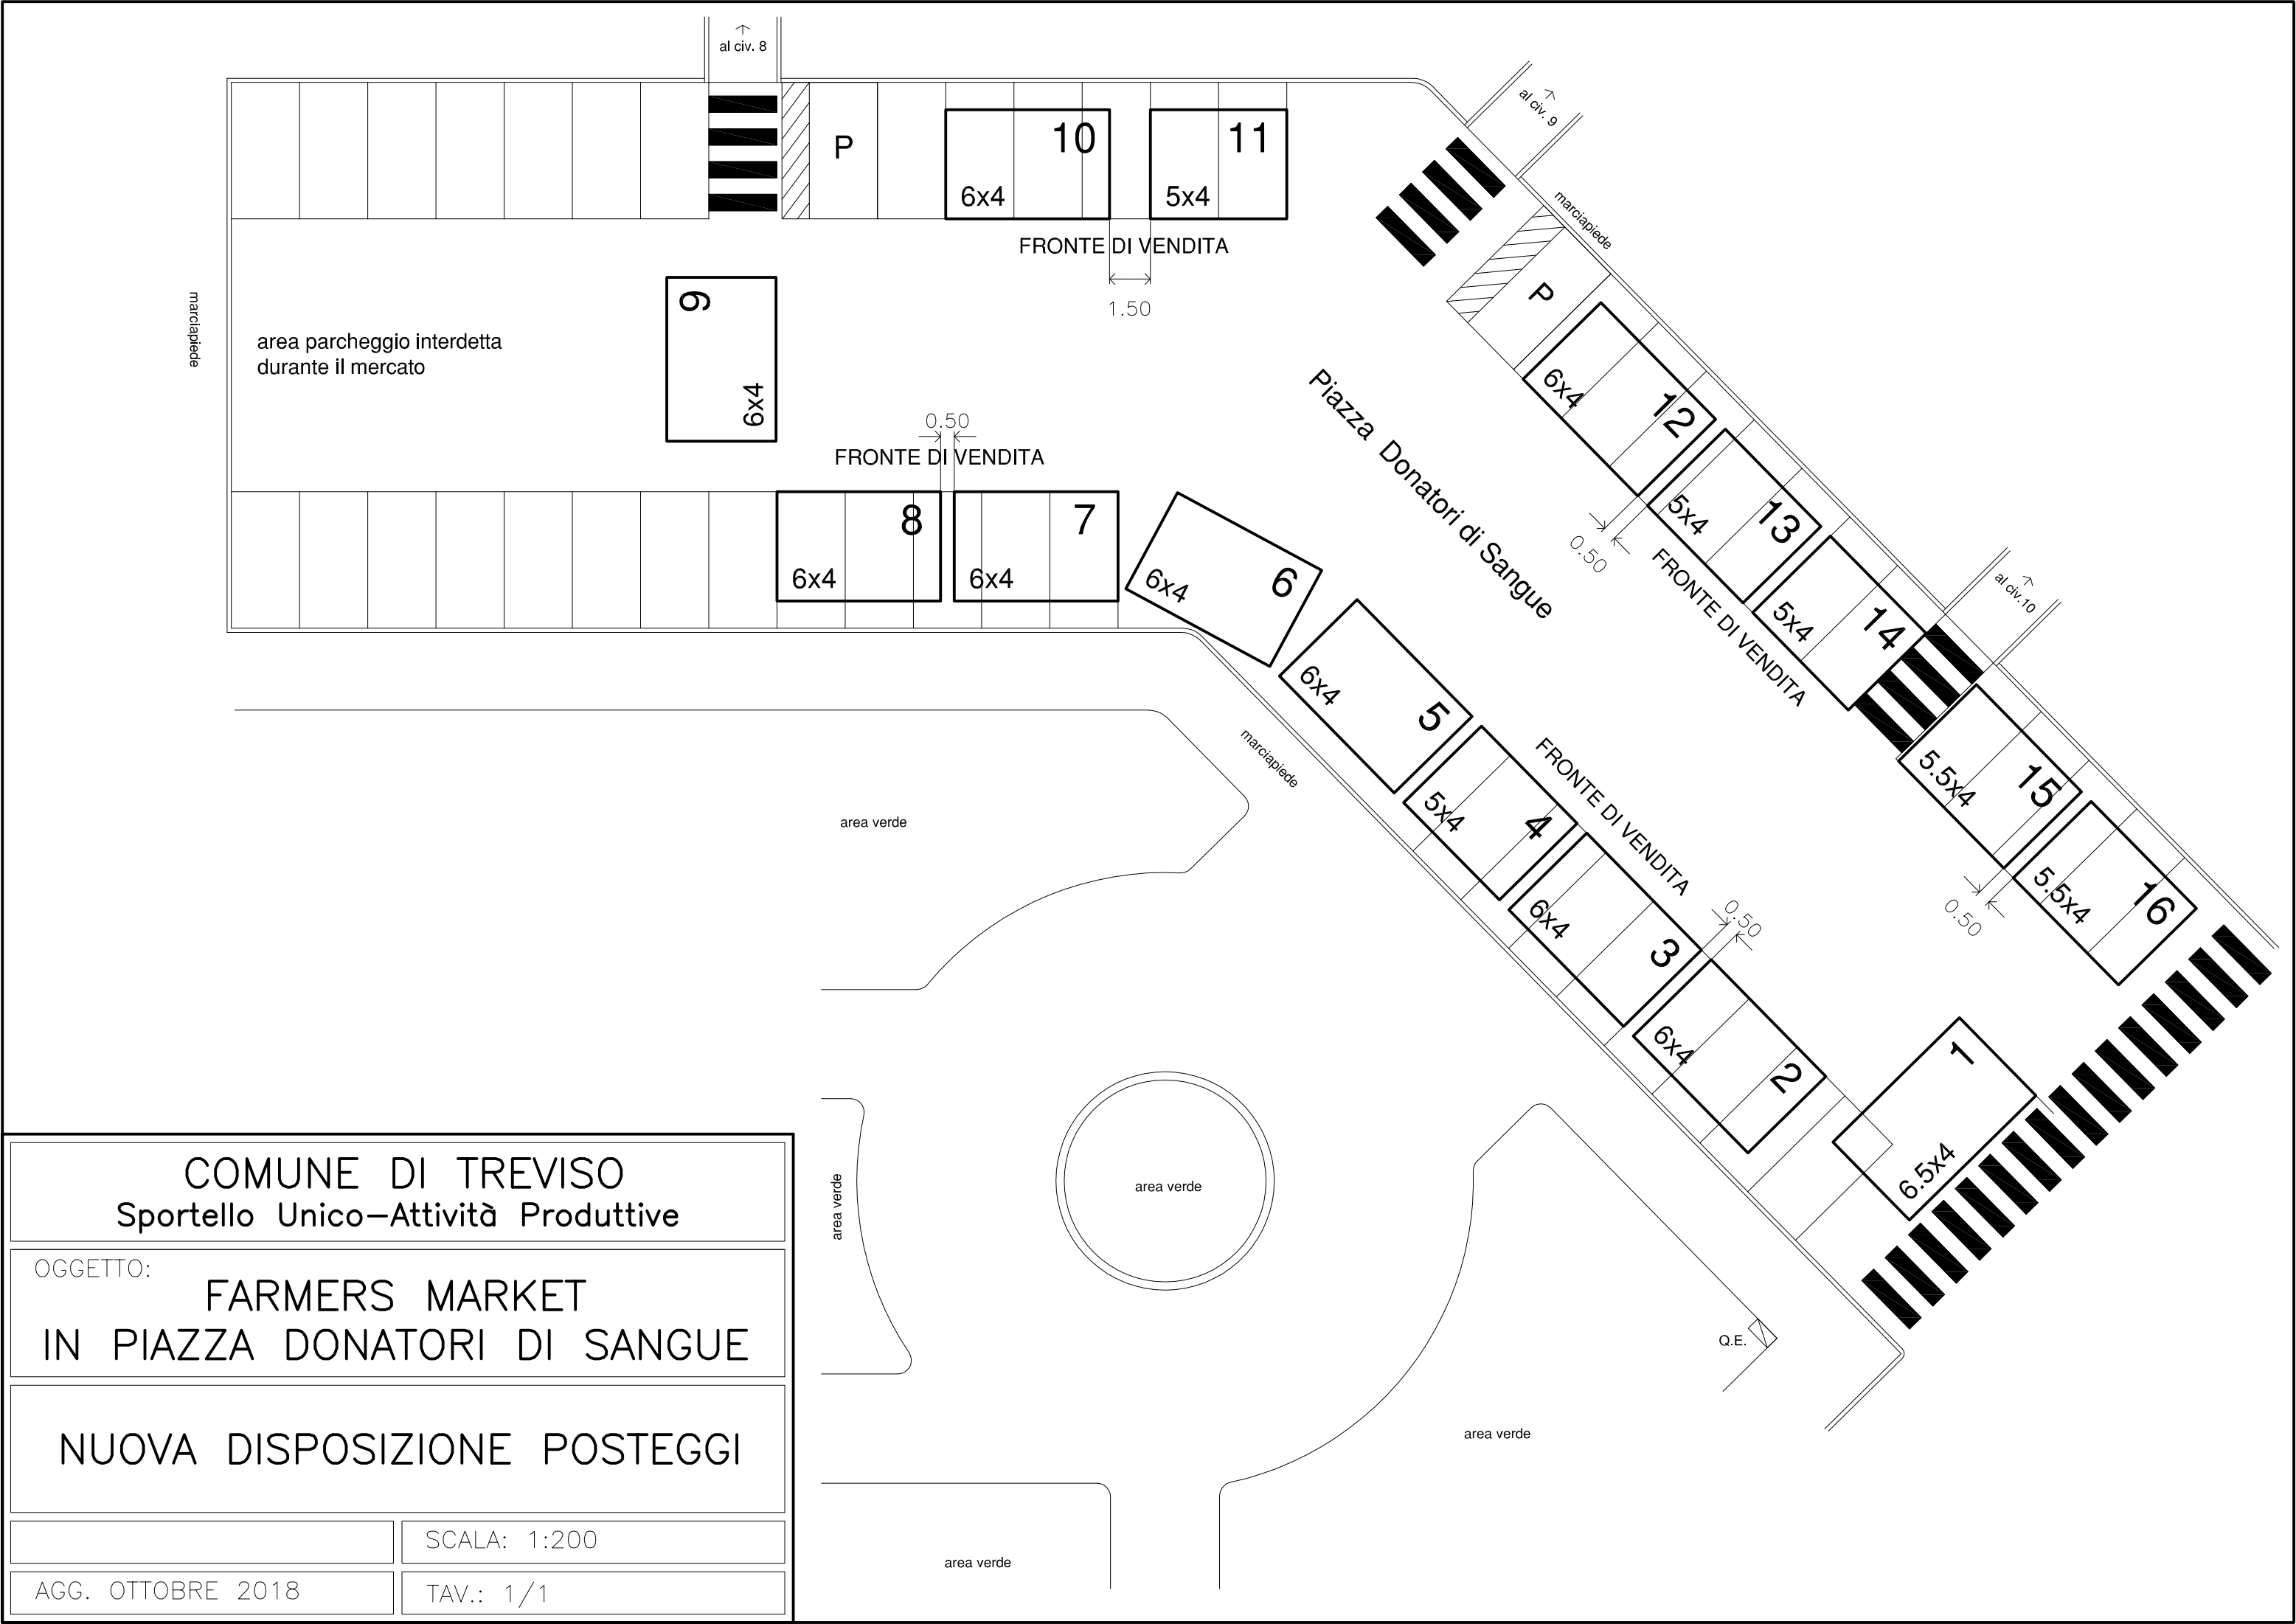 al civ. 8
al civ. 9
marciapiede
P
10
6x4
11
5x4
FRONTE DI VENDITA
1.50
marciapiede
area parcheggio interdetta
durante il mercato
9
6x4
0.50
FRONTE DI VENDITA
8
6x4
7
6x4
6
6x4
Piazza Donatori di Sangue
P
12
6x4
0.50
13
5x4
FRONTE DI VENDITA
14
5x4
al civ.10
15
5.5x4
0.50
16
5.5x4
5
6x4
marciapiede
4
5x4
FRONTE DI VENDITA
3
6x4
0.50
2
6x4
1
6.5x4
area verde
area verde
area verde
area verde
area verde
Q.E.
COMUNE DI TREVISO
Sportello Unico-Attività Produttive
OGGETTO:
FARMERS MARKET
IN PIAZZA DONATORI DI SANGUE
NUOVA DISPOSIZIONE POSTEGGI
SCALA: 1:200
AGG. OTTOBRE 2018
TAV.: 1/1